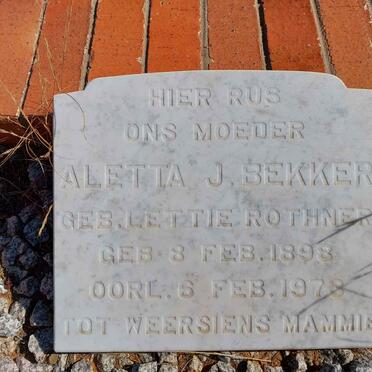 HIER RUS
ONS MOEDER
ALETTA J. BEKKER
GEB. LETTIE ROTHNER
GEB 8 FEB. 1898
OORL. 6 FEB. 1978
TOT WEERSIENS MAMMIE